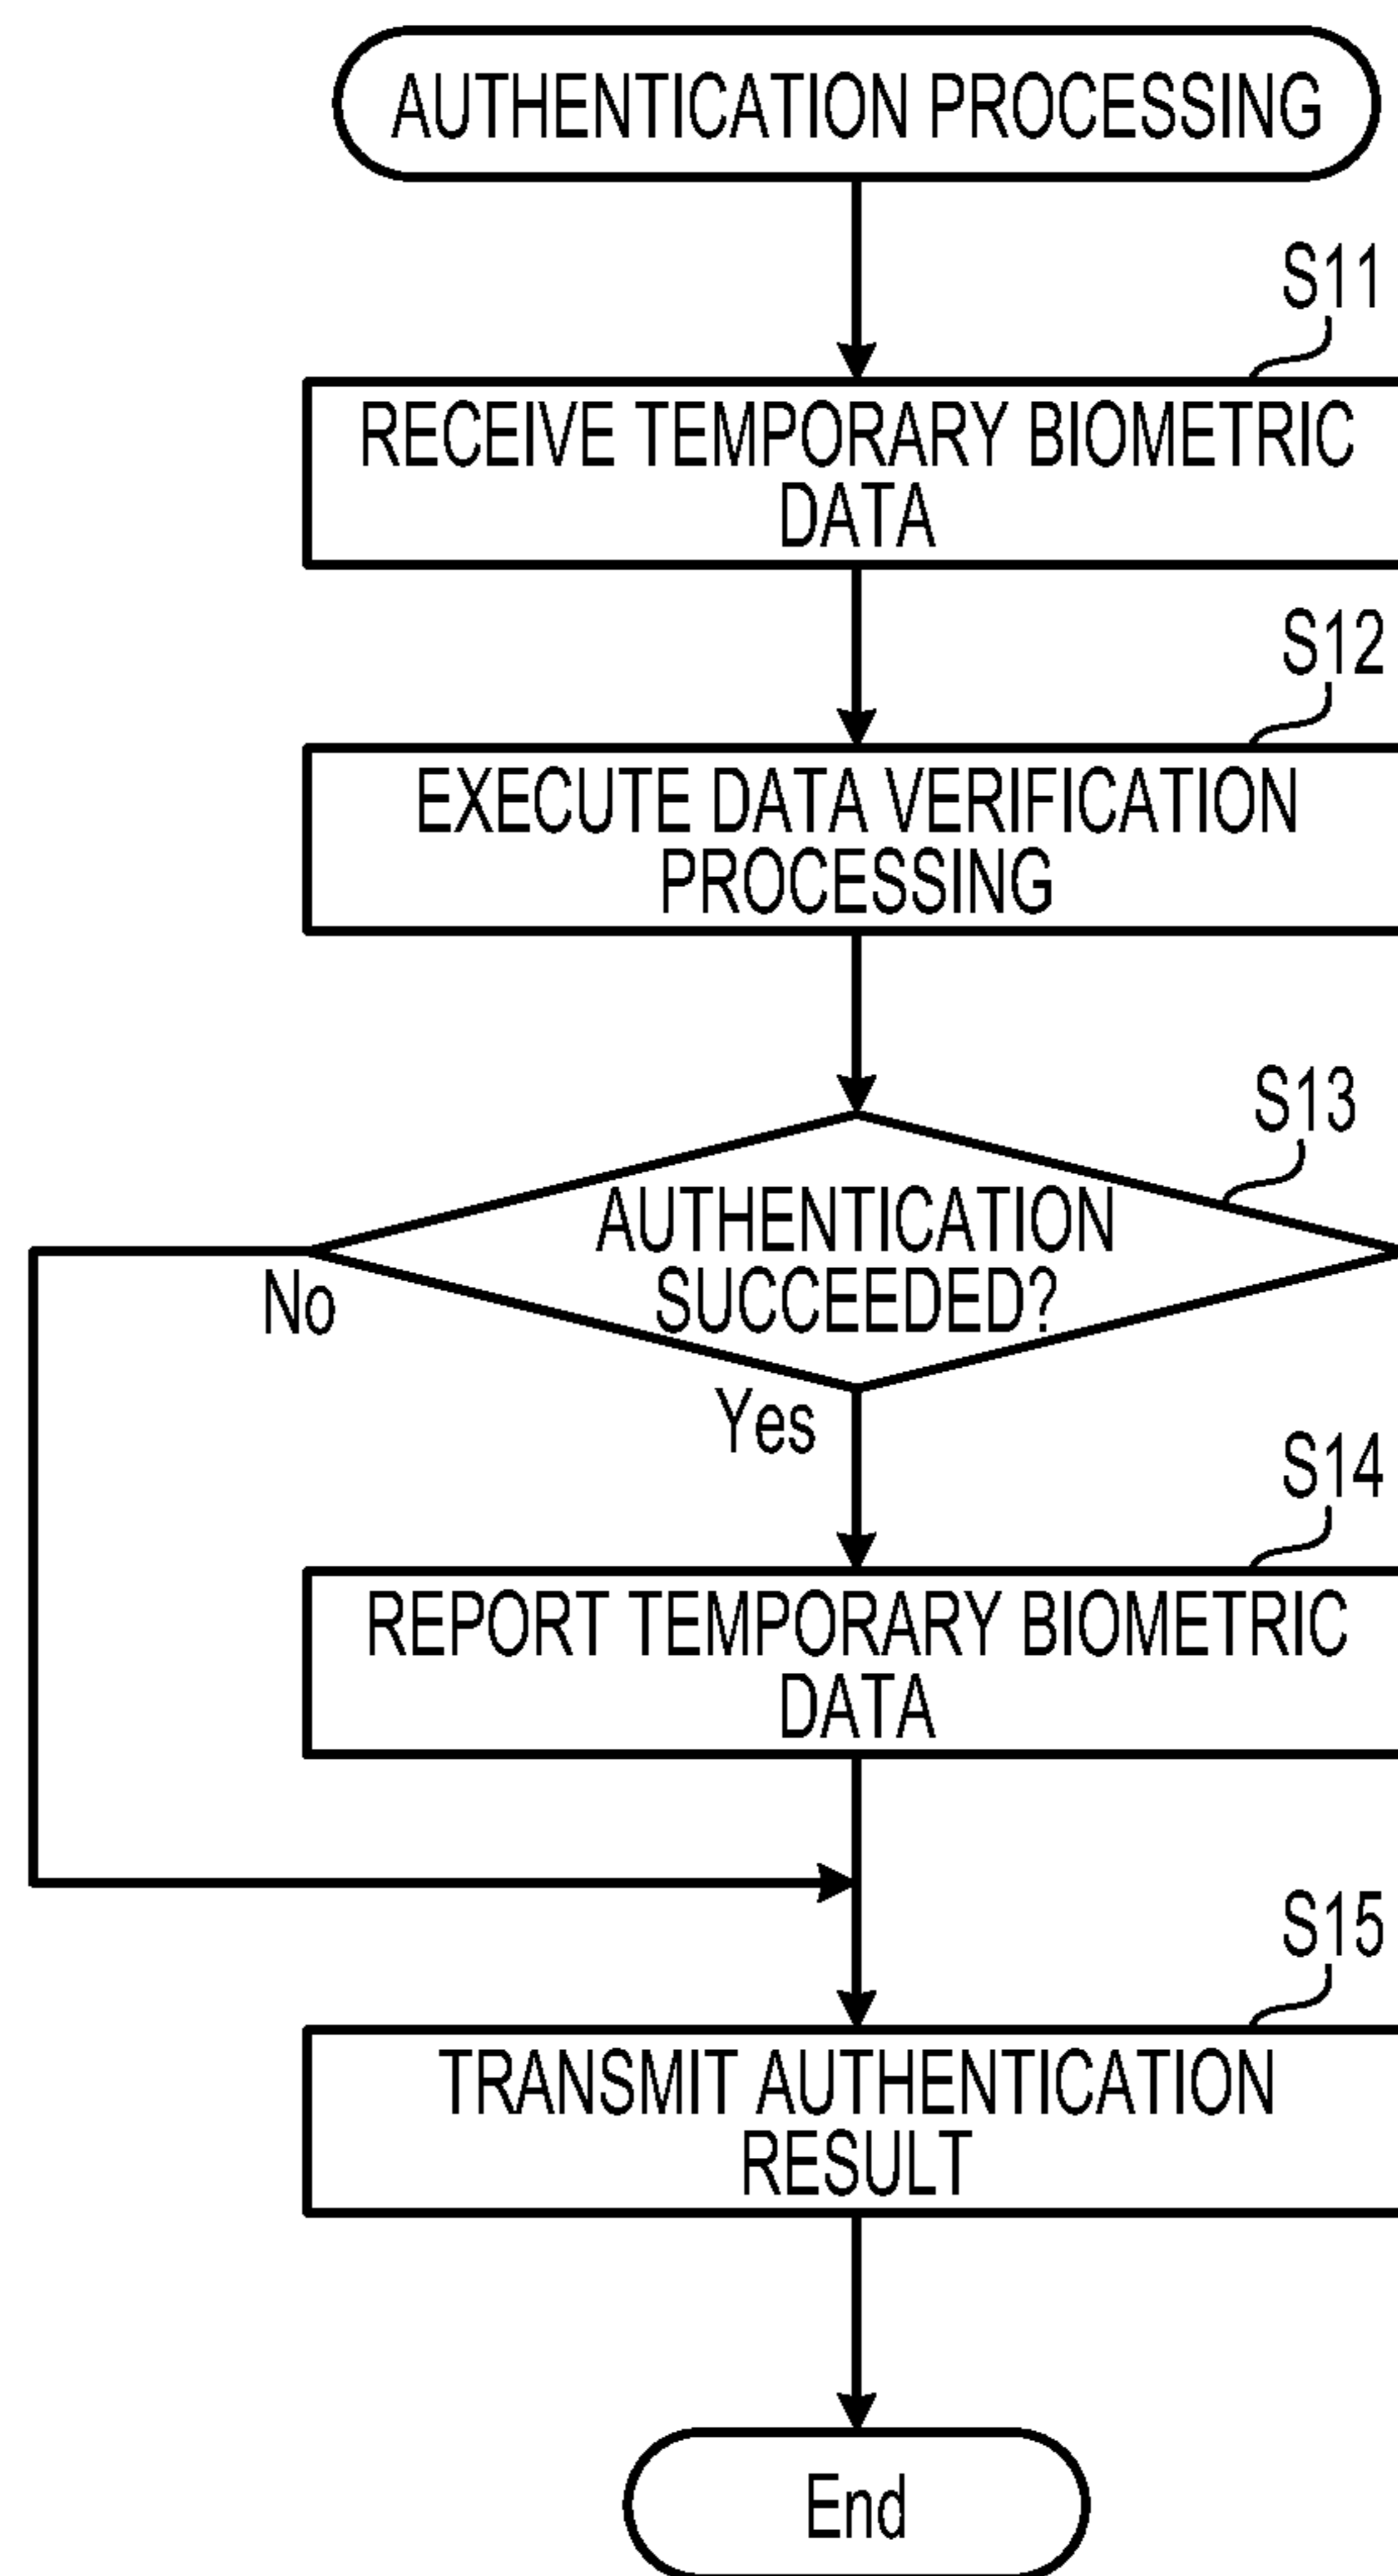 AUTHENTICATION PROCESSING
S11
RECEIVE TEMPORARY BIOMETRIC
DATA
S12
EXECUTE DATA VERIFICATION
PROCESSING
S13
AUTHENTICATION
SUCCEEDED?
No
Yes
S14
REPORT TEMPORARY BIOMETRIC
DATA
S15
TRANSMIT AUTHENTICATION
RESULT
End